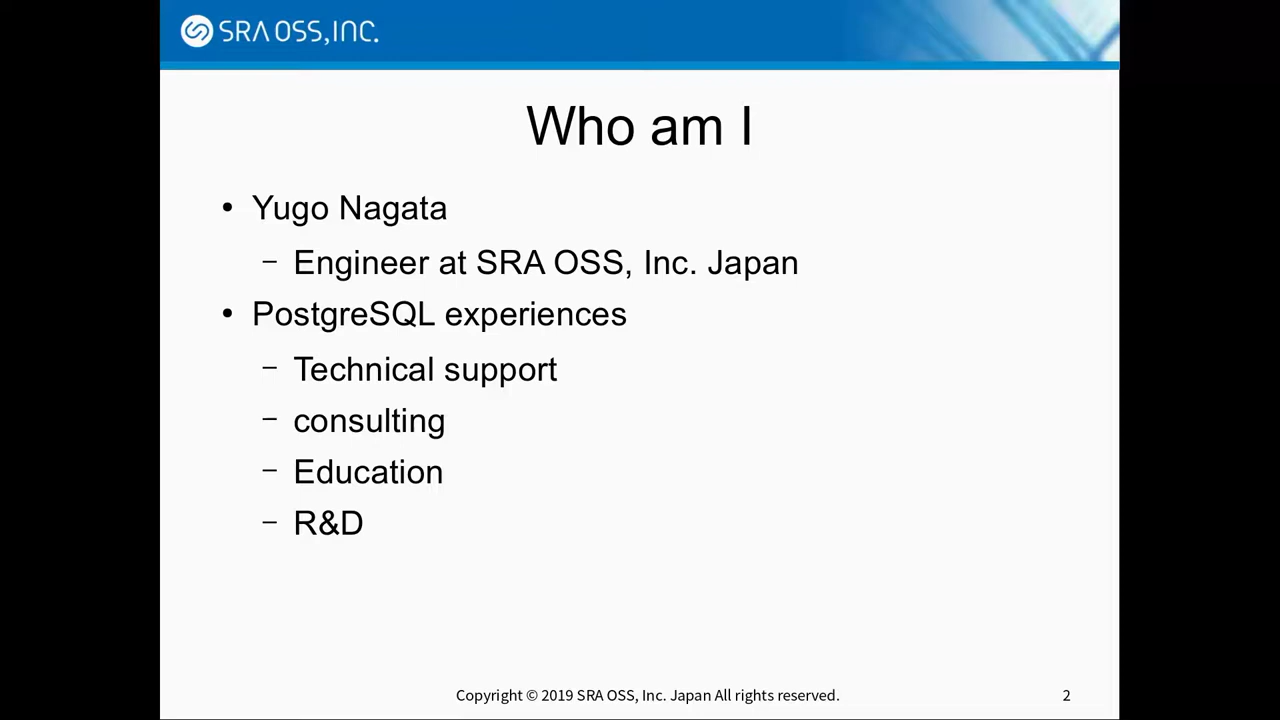 SRA OSS, INC.
Who am I
• Yugo Nagata
– Engineer at SRA OSS, Inc. Japan
• PostgreSQL experiences
– Technical support
– consulting
– Education
– R&D
Copyright © 2019 SRA OSS, Inc. Japan All rights reserved.
2